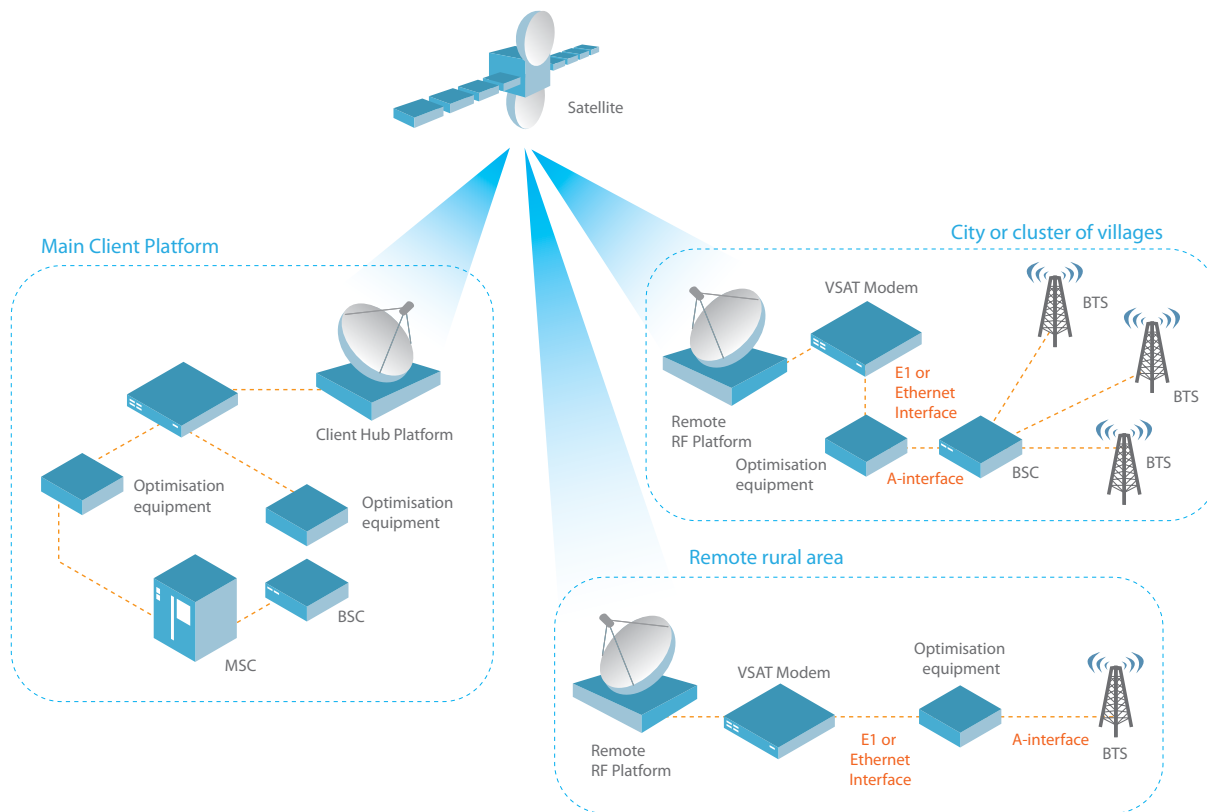 Satellite
Main Client Platform
Client Hub Platform
Optimisation
equipment
Optimisation
equipment
BSC
MSC
City or cluster of villages
VSAT Modem
BTS
BTS
BTS
E1 or
Ethernet
Interface
Remote
RF Platform
Optimisation
equipment
A-interface
BSC
Remote rural area
Optimisation
equipment
VSAT Modem
Remote
RF Platform
E1 or
Ethernet
Interface
A-interface
BTS